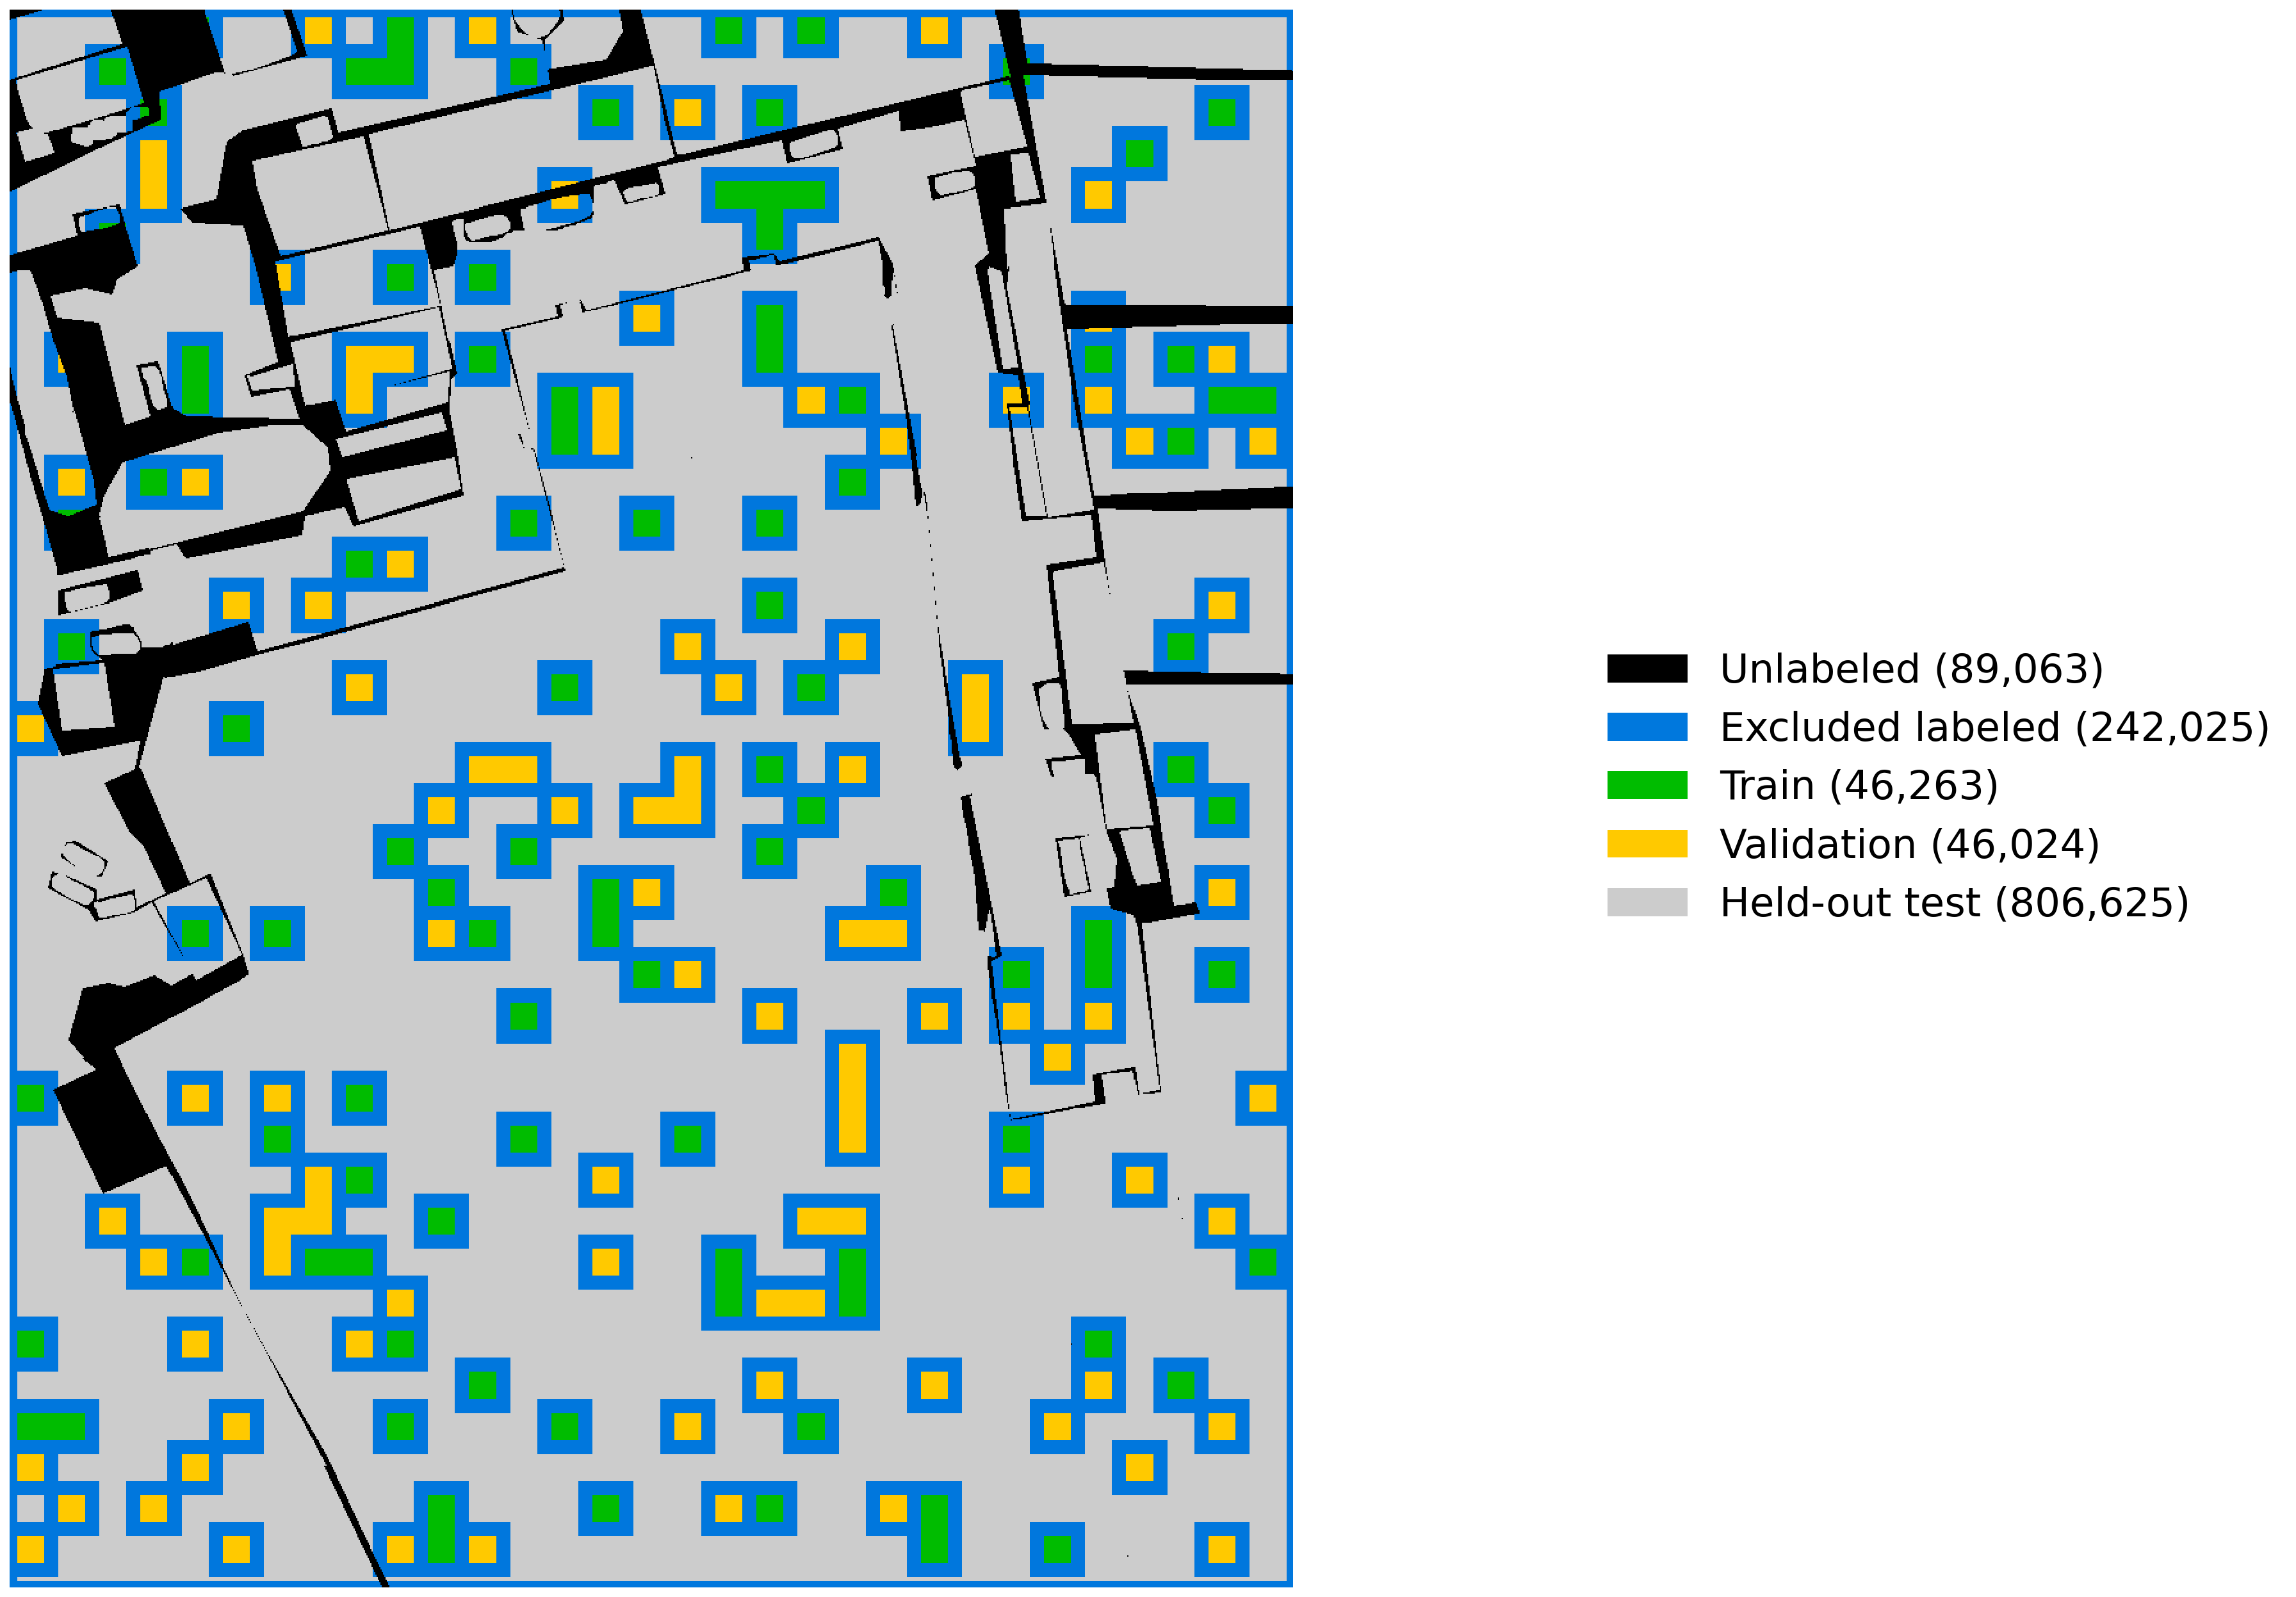 Unlabeled (89,063)
Excluded labeled (242,025)
Train (46,263)
Validation (46,024)
Held-out test (806,625)